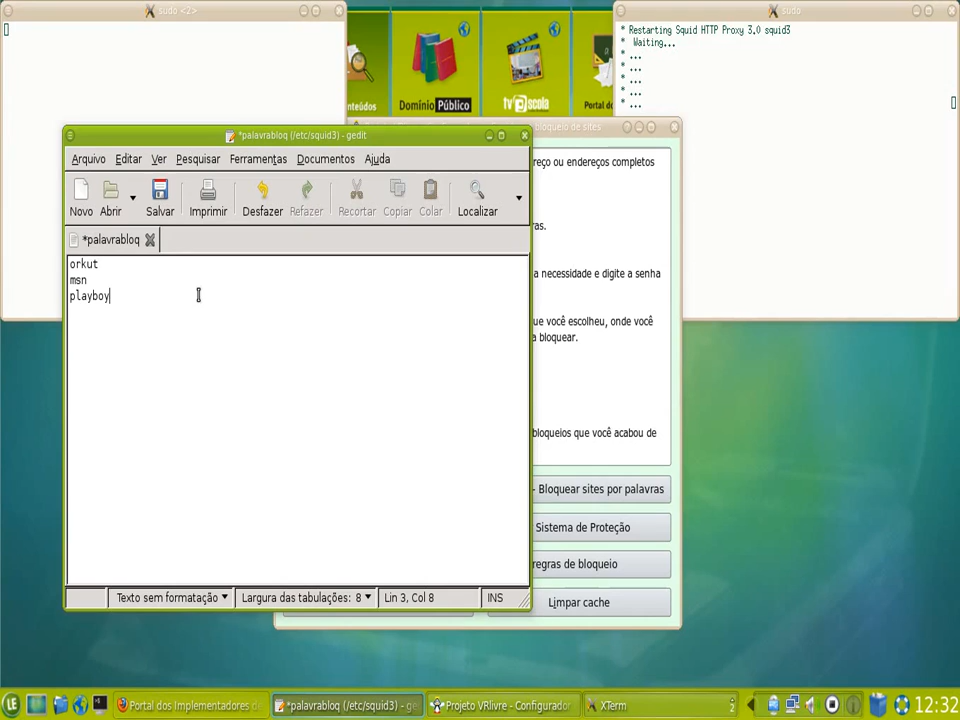 sudo <2>
sudo
* Restarting Squid HTTP Proxy 3.0 squid3
* Waiting...
* ...
* ...
* ...
* ...
* ...
Domínio Público
tv escola
Portal do
*palavrabloq (/etc/squid3) - gedit
bloqueio de sites
Arquivo Editar Ver Pesquisar Ferramentas Documentos Ajuda
Novo Abrir Salvar Imprimir Desfazer Refazer Recortar Copiar Colar Localizar
*palavrabloq
orkut
msn
playboy
reço ou endereços completos
ras.
a necessidade e digite a senha
ue você escolheu, onde você
a bloquear.
bloqueios que você acabou de
- Bloquear sites por palavras
Sistema de Proteção
regras de bloqueio
Limpar cache
Texto sem formatação Largura das tabulações: 8 Lin 3, Col 8 INS
LE Portal dos Implementadores de *palavrabloq (/etc/squid3) - ge Projeto VRlivre - Configurador XTerm 2 12:32